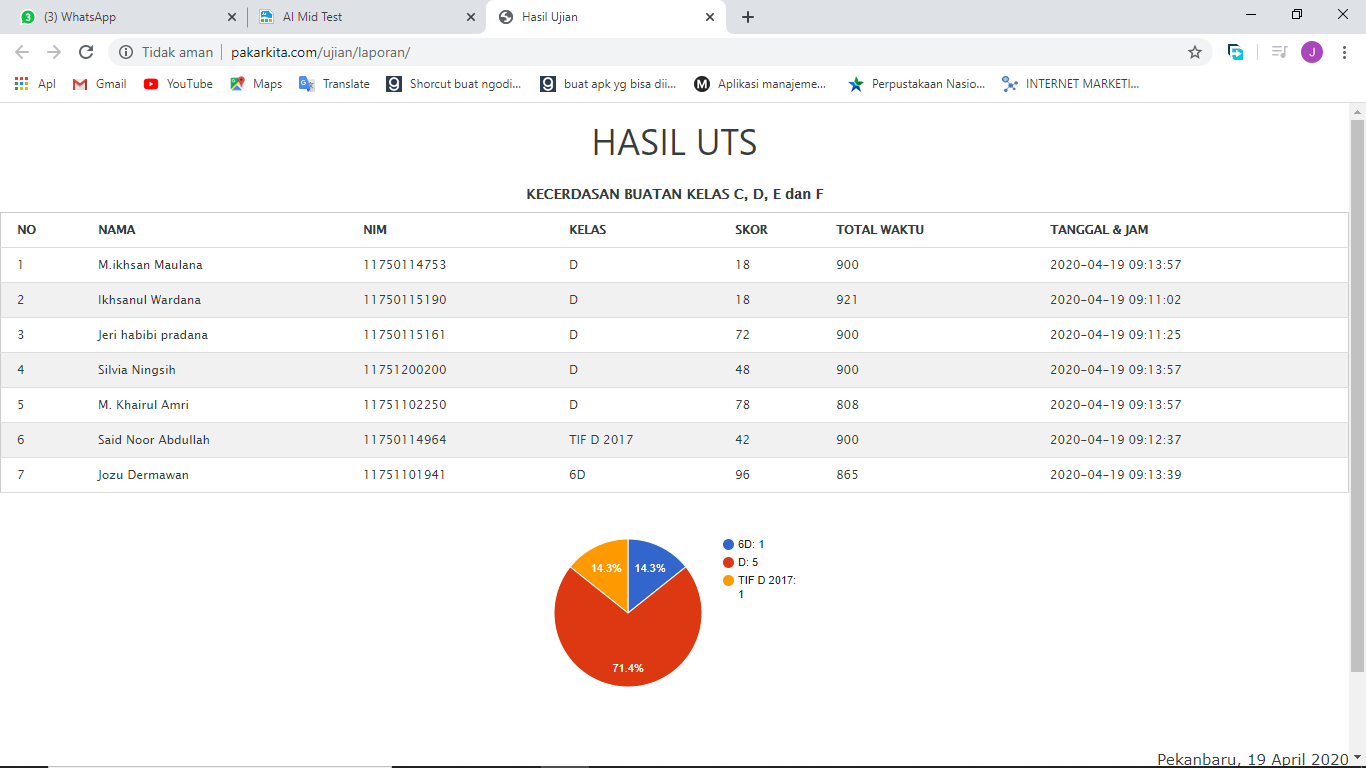 (3) WhatsApp
AI Mid Test
Hasil Ujian
Tidak aman | pakarkita.com/ujian/laporan/
J
Apl
Gmail
YouTube
Maps
Translate
Shorcut buat ngodi...
buat apk yg bisa dii...
Aplikasi manajeme...
Perpustakaan Nasio...
INTERNET MARKETI...
HASIL UTS
KECERDASAN BUATAN KELAS C, D, E dan F
NO NAMA NIM KELAS SKOR TOTAL WAKTU TANGGAL & JAM
1 M.ikhsan Maulana 11750114753 D 18 900 2020-04-19 09:13:57
2 Ikhsanul Wardana 11750115190 D 18 921 2020-04-19 09:11:02
3 Jeri habibi pradana 11750115161 D 72 900 2020-04-19 09:11:25
4 Silvia Ningsih 11751200200 D 48 900 2020-04-19 09:13:57
5 M. Khairul Amri 11751102250 D 78 808 2020-04-19 09:13:57
6 Said Noor Abdullah 11750114964 TIF D 2017 42 900 2020-04-19 09:12:37
7 Jozu Dermawan 11751101941 6D 96 865 2020-04-19 09:13:39
14.3% 14.3%
71.4%
6D: 1
D: 5
TIF D 2017:
1
Pekanbaru, 19 April 2020